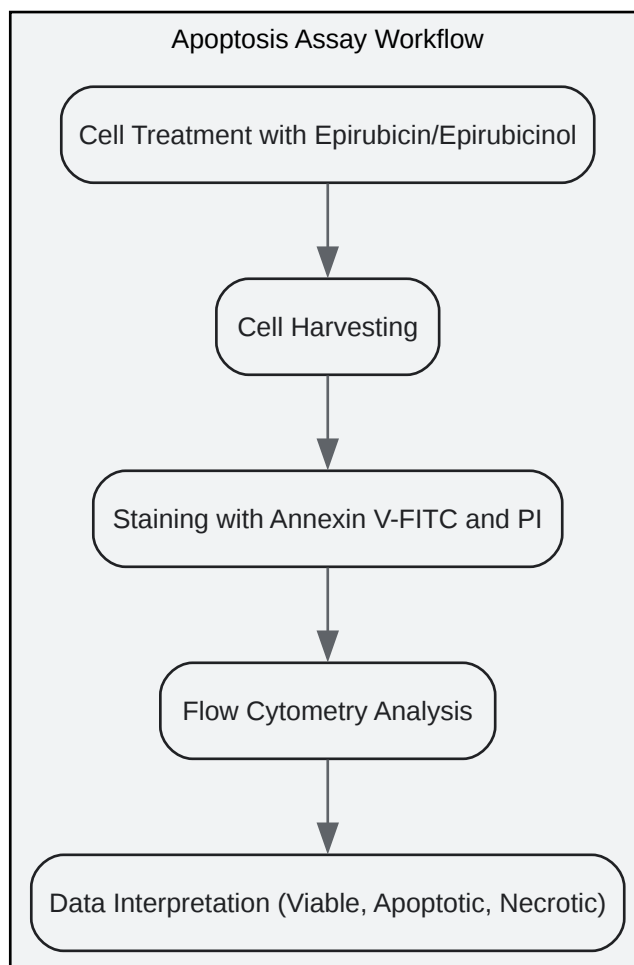 Apoptosis Assay Workflow
Cell Treatment with Epirubicin/Epirubicinol
Cell Harvesting
Staining with Annexin V-FITC and PI
Flow Cytometry Analysis
Data Interpretation (Viable, Apoptotic, Necrotic)